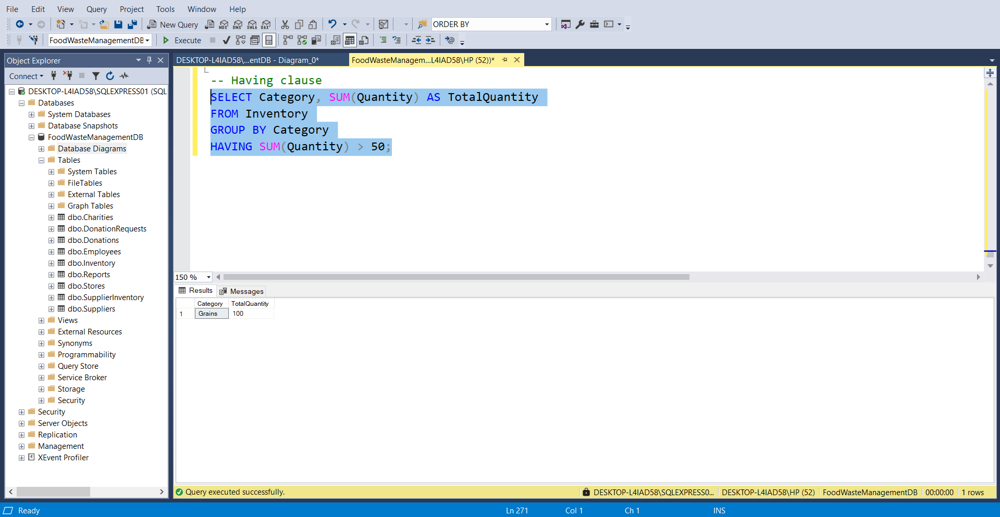 File Edit View Query Project Tools Window Help
New Query MDX DMX XMLA DAX ORDER BY
FoodWasteManagementDB Execute
Object Explorer
Connect
DESKTOP-L4IAD58\SQLEXPRESS01 (SQL
Databases
System Databases
Database Snapshots
FoodWasteManagementDB
Database Diagrams
Tables
System Tables
FileTables
External Tables
Graph Tables
dbo.Charities
dbo.DonationRequests
dbo.Donations
dbo.Employees
dbo.Inventory
dbo.Reports
dbo.Stores
dbo.SupplierInventory
dbo.Suppliers
Views
External Resources
Synonyms
Programmability
Query Store
Service Broker
Storage
Security
Security
Server Objects
Replication
Management
XEvent Profiler
DESKTOP-L4IAD58\...entDB - Diagram_0*
FoodWasteManagem...L4IAD58\HP (52))*
-- Having clause
SELECT Category, SUM(Quantity) AS TotalQuantity
FROM Inventory
GROUP BY Category
HAVING SUM(Quantity) > 50;
150 %
Results Messages
Category TotalQuantity
1 Grains 100
Query executed successfully.
DESKTOP-L4IAD58\SQLEXPRESS0... DESKTOP-L4IAD58\HP (52) FoodWasteManagementDB 00:00:00 1 rows
Ready Ln 271 Col 1 Ch 1 INS